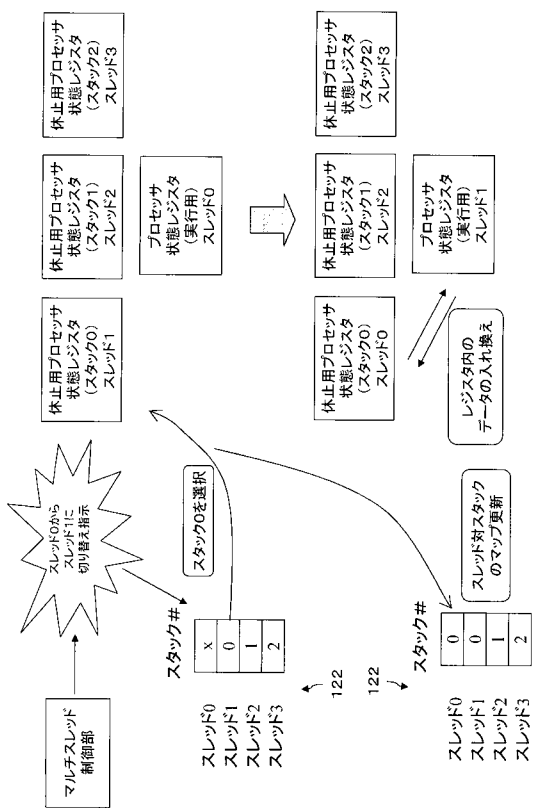 マルチスレッド
制御部
スレッド0から
スレッド1に
切り替え指示
スタック#
スレッド0 x
スレッド1 0
スレッド2 1
スレッド3 2
122
スタック0を選択
休止用プロセッサ
状態レジスタ
(スタック0)
スレッド1
休止用プロセッサ
状態レジスタ
(スタック1)
スレッド2
休止用プロセッサ
状態レジスタ
(スタック2)
スレッド3
プロセッサ
状態レジスタ
(実行用)
スレッド0
122
スタック#
スレッド0 0
スレッド1 0
スレッド2 1
スレッド3 2
スレッド対スタック
のマップ更新
レジスタ内の
データの入れ換え
休止用プロセッサ
状態レジスタ
(スタック0)
スレッド0
休止用プロセッサ
状態レジスタ
(スタック1)
スレッド2
休止用プロセッサ
状態レジスタ
(スタック2)
スレッド3
プロセッサ
状態レジスタ
(実行用)
スレッド1